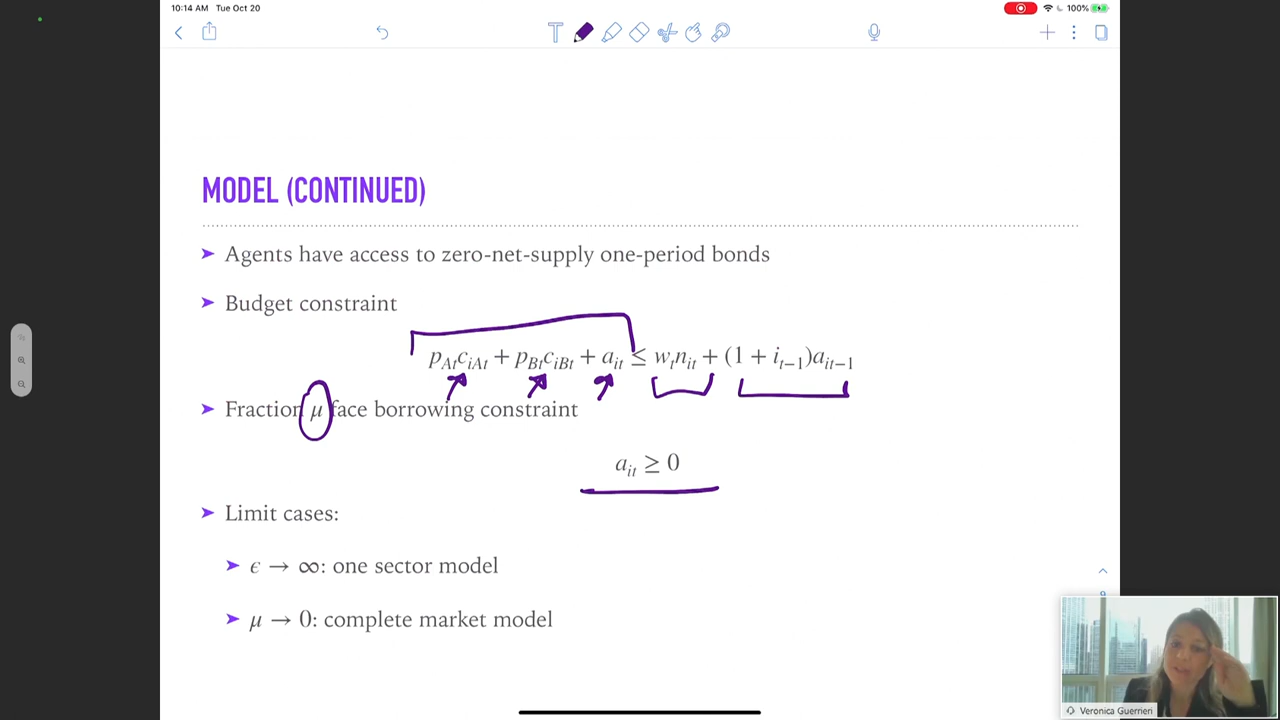 10:14 AM Tue Oct 20
100%
MODEL (CONTINUED)
➤ Agents have access to zero-net-supply one-period bonds
➤ Budget constraint
p_{At}c_{iAt} + p_{Bt}c_{iBt} + a_{it} ≤ w_t n_{it} + (1 + i_{t−1})a_{it−1}
➤ Fraction μ face borrowing constraint
a_{it} ≥ 0
➤ Limit cases:
➤ ϵ → ∞: one sector model
➤ μ → 0: complete market model
Veronica Guerrieri